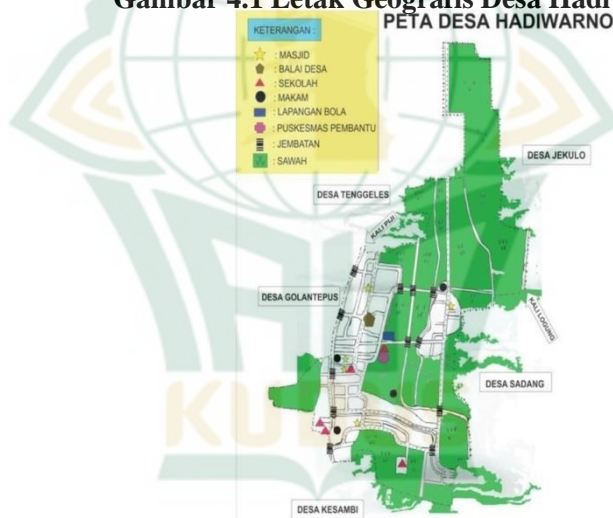 Gambar 4.1 Letak Geografis Desa Hadi
PETA DESA HADIWARNO
KETERANGAN :
: MASJID
: BALAI DESA
: SEKOLAH
: MAKAM
: LAPANGAN BOLA
: PUSKESMAS PEMBANTU
: JEMBATAN
: SAWAH
DESA JEKULO
DESA TENGGELES
KALI PIJI
DESA GOLANTEPUS
KALI LOGUNG
DESA SADANG
DESA KESAMBI